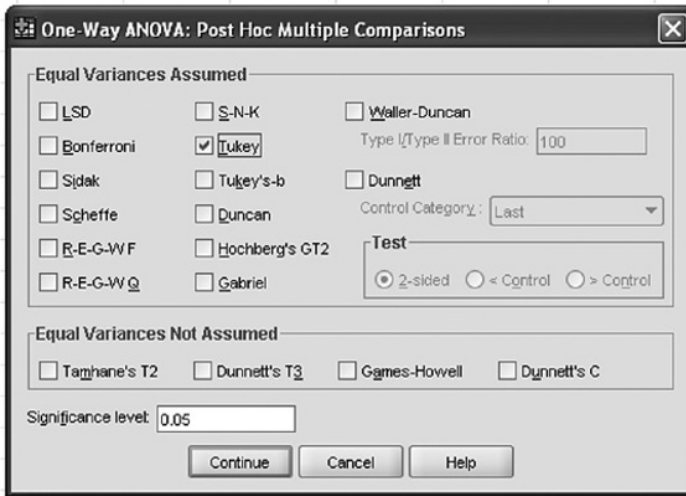 One-Way ANOVA: Post Hoc Multiple Comparisons
Equal Variances Assumed
LSD
S-N-K
Waller-Duncan
Bonferroni
Tukey
Type I/Type II Error Ratio: 100
Sidak
Tukey's-b
Dunnett
Scheffe
Duncan
Control Category : Last
R-E-G-W F
Hochberg's GT2
Test
R-E-G-W Q
Gabriel
2-sided < Control > Control
Equal Variances Not Assumed
Tamhane's T2 Dunnett's T3 Games-Howell Dunnett's C
Significance level: 0.05
Continue Cancel Help